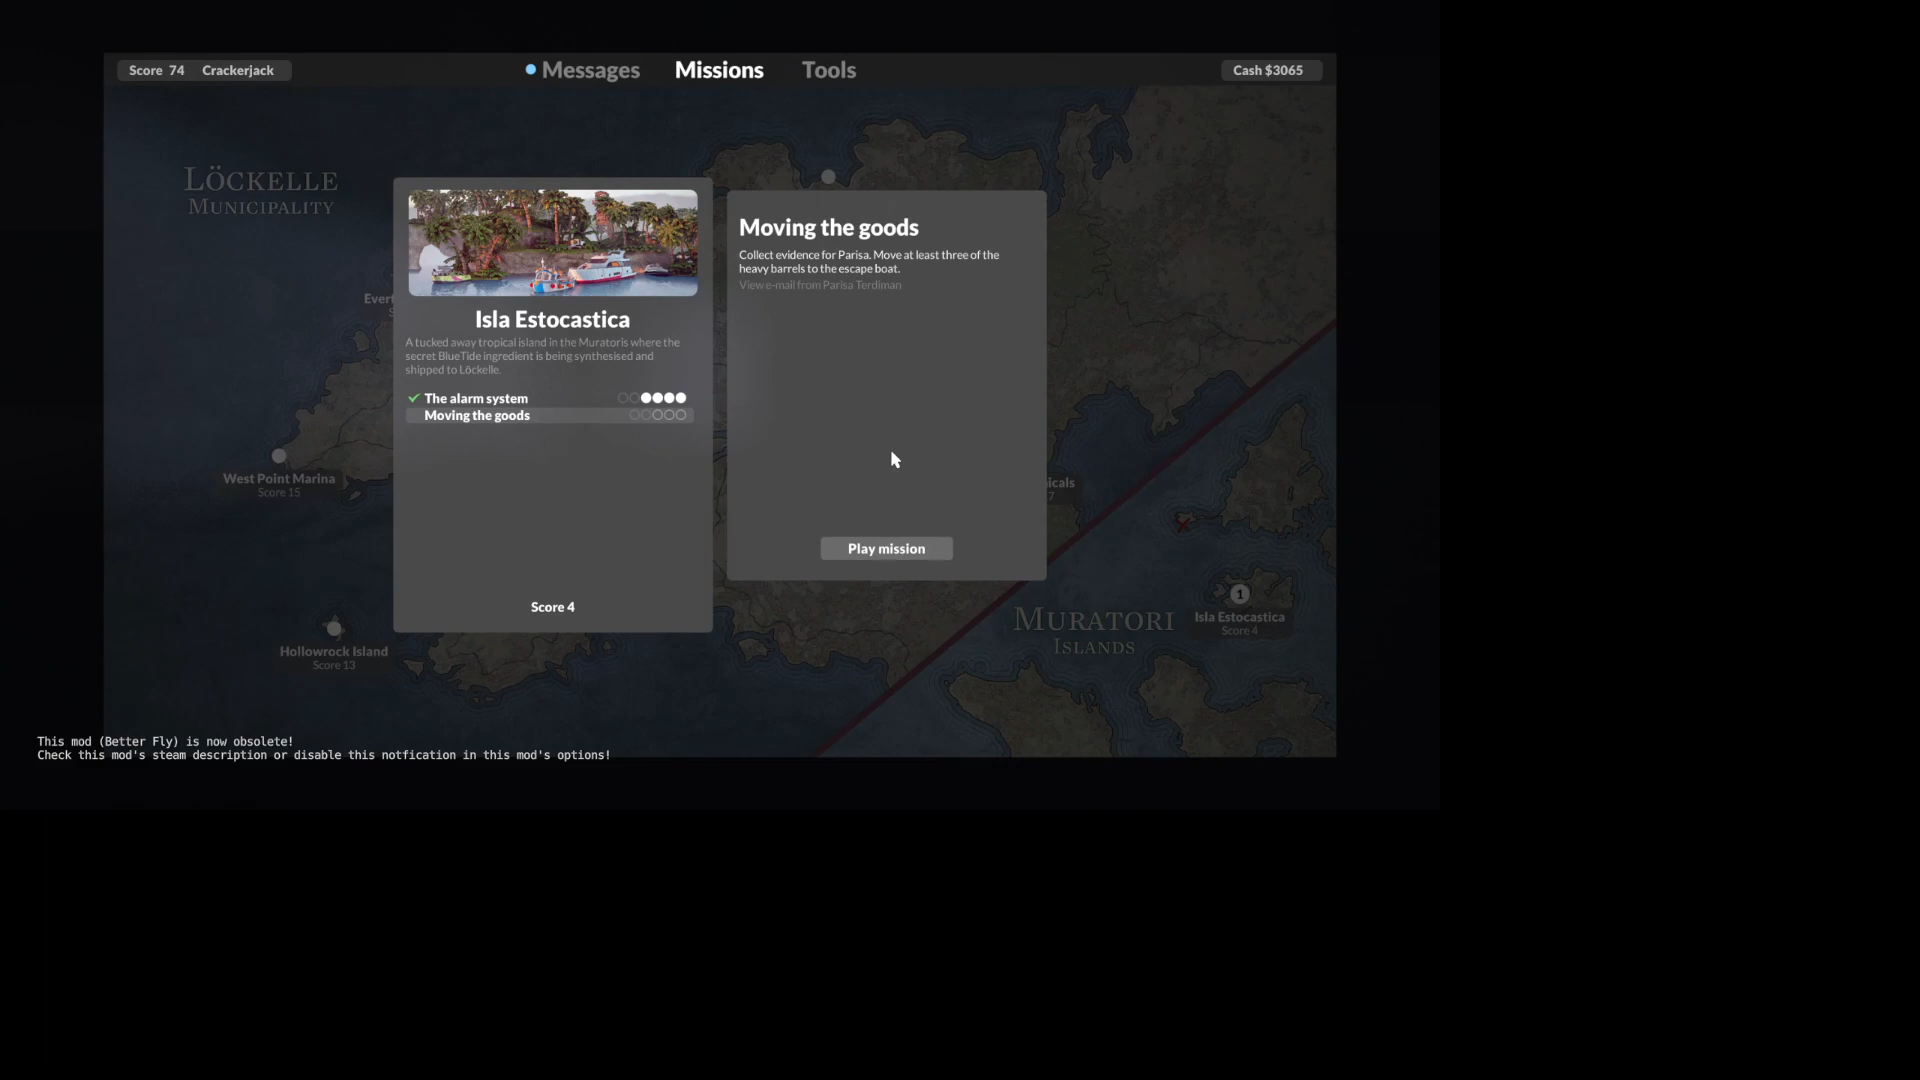 Score 74 Crackerjack
Messages Missions Tools
Cash $3065
LÖCKELLE
MUNICIPALITY
Isla Estocastica
A tucked away tropical island in the Muratoris where the
secret BlueTide ingredient is being synthesised and
shipped to Löckelle.
The alarm system
Moving the goods
Score 4
Moving the goods
Collect evidence for Parisa. Move at least three of the
heavy barrels to the escape boat.
View e-mail from Parisa Terdiman
Play mission
Evert
West Point Marina
Score 15
Hollowrock Island
Score 13
icals
7
MURATORI
ISLANDS
1
Isla Estocastica
Score 4
This mod (Better Fly) is now obsolete!
Check this mod's steam description or disable this notfication in this mod's options!